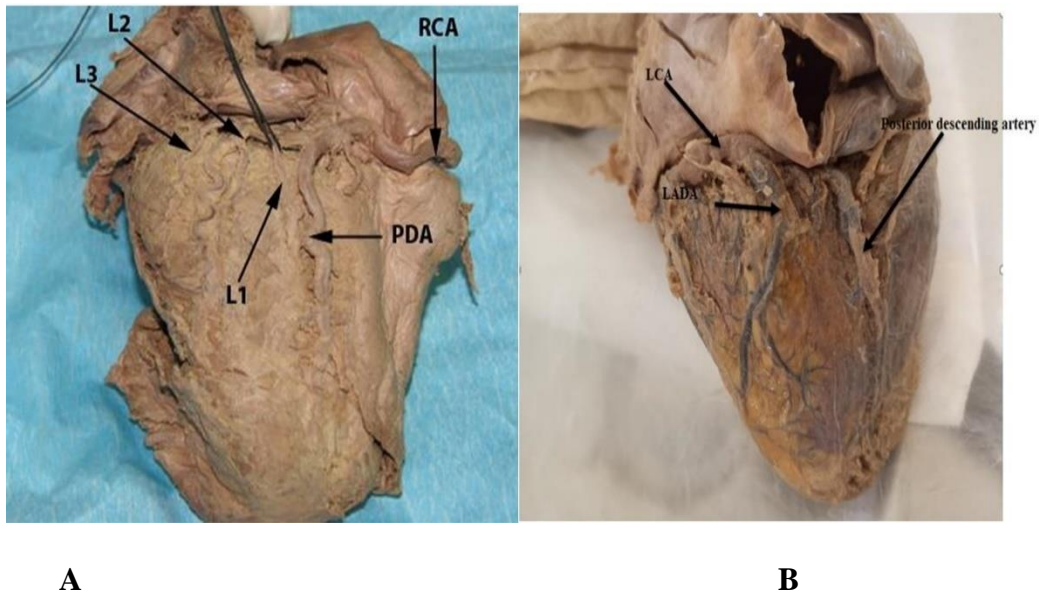 L2
RCA
L3
PDA
L1
LCA
Posterior descending artery
LADA
A
B